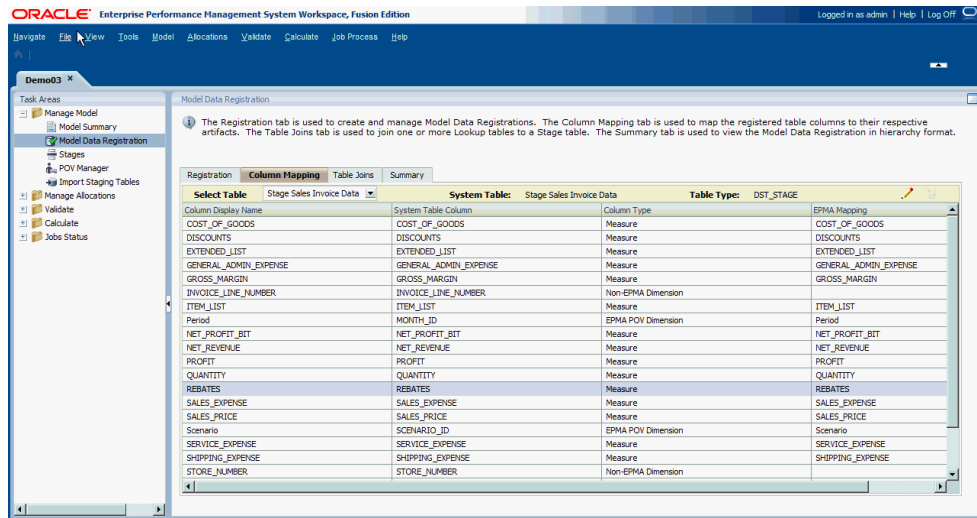 ORACLE Enterprise Performance Management System Workspace, Fusion Edition Logged in as admin | Help | Log Off
Navigate File View Tools Model Allocations Validate Calculate Job Process Help
Demo03 ×
Task Areas
Manage Model
Model Summary
Model Data Registration
Stages
POV Manager
Import Staging Tables
Manage Allocations
Validate
Calculate
Jobs Status
Model Data Registration
The Registration tab is used to create and manage Model Data Registrations. The Column Mapping tab is used to map the registered table columns to their respective
artifacts. The Table Joins tab is used to join one or more Lookup tables to a Stage table. The Summary tab is used to view the Model Data Registration in hierarchy format.
Registration Column Mapping Table Joins Summary
Select Table Stage Sales Invoice Data System Table: Stage Sales Invoice Data Table Type: DST_STAGE
Column Display Name System Table Column Column Type EPMA Mapping
COST_OF_GOODS COST_OF_GOODS Measure COST_OF_GOODS
DISCOUNTS DISCOUNTS Measure DISCOUNTS
EXTENDED_LIST EXTENDED_LIST Measure EXTENDED_LIST
GENERAL_ADMIN_EXPENSE GENERAL_ADMIN_EXPENSE Measure GENERAL_ADMIN_EXPENSE
GROSS_MARGIN GROSS_MARGIN Measure GROSS_MARGIN
INVOICE_LINE_NUMBER INVOICE_LINE_NUMBER Non-EPMA Dimension
ITEM_LIST ITEM_LIST Measure ITEM_LIST
Period MONTH_ID EPMA POV Dimension Period
NET_PROFIT_BIT NET_PROFIT_BIT Measure NET_PROFIT_BIT
NET_REVENUE NET_REVENUE Measure NET_REVENUE
PROFIT PROFIT Measure PROFIT
QUANTITY QUANTITY Measure QUANTITY
REBATES REBATES Measure REBATES
SALES_EXPENSE SALES_EXPENSE Measure SALES_EXPENSE
SALES_PRICE SALES_PRICE Measure SALES_PRICE
Scenario SCENARIO_ID EPMA POV Dimension Scenario
SERVICE_EXPENSE SERVICE_EXPENSE Measure SERVICE_EXPENSE
SHIPPING_EXPENSE SHIPPING_EXPENSE Measure SHIPPING_EXPENSE
STORE_NUMBER STORE_NUMBER Non-EPMA Dimension